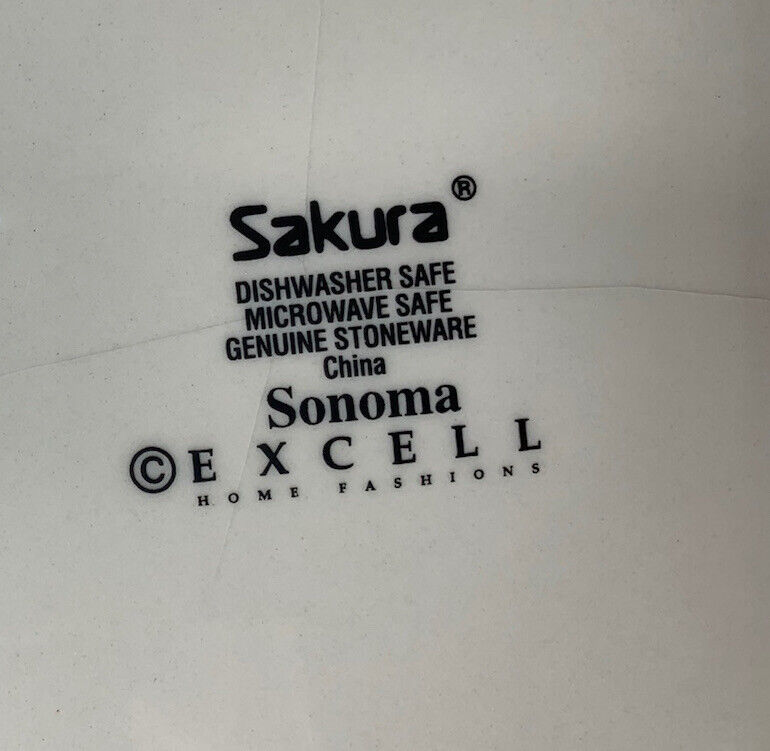 Sakura®
DISHWASHER SAFE
MICROWAVE SAFE
GENUINE STONEWARE
China
Sonoma
©EXCELL
HOME FASHIONS